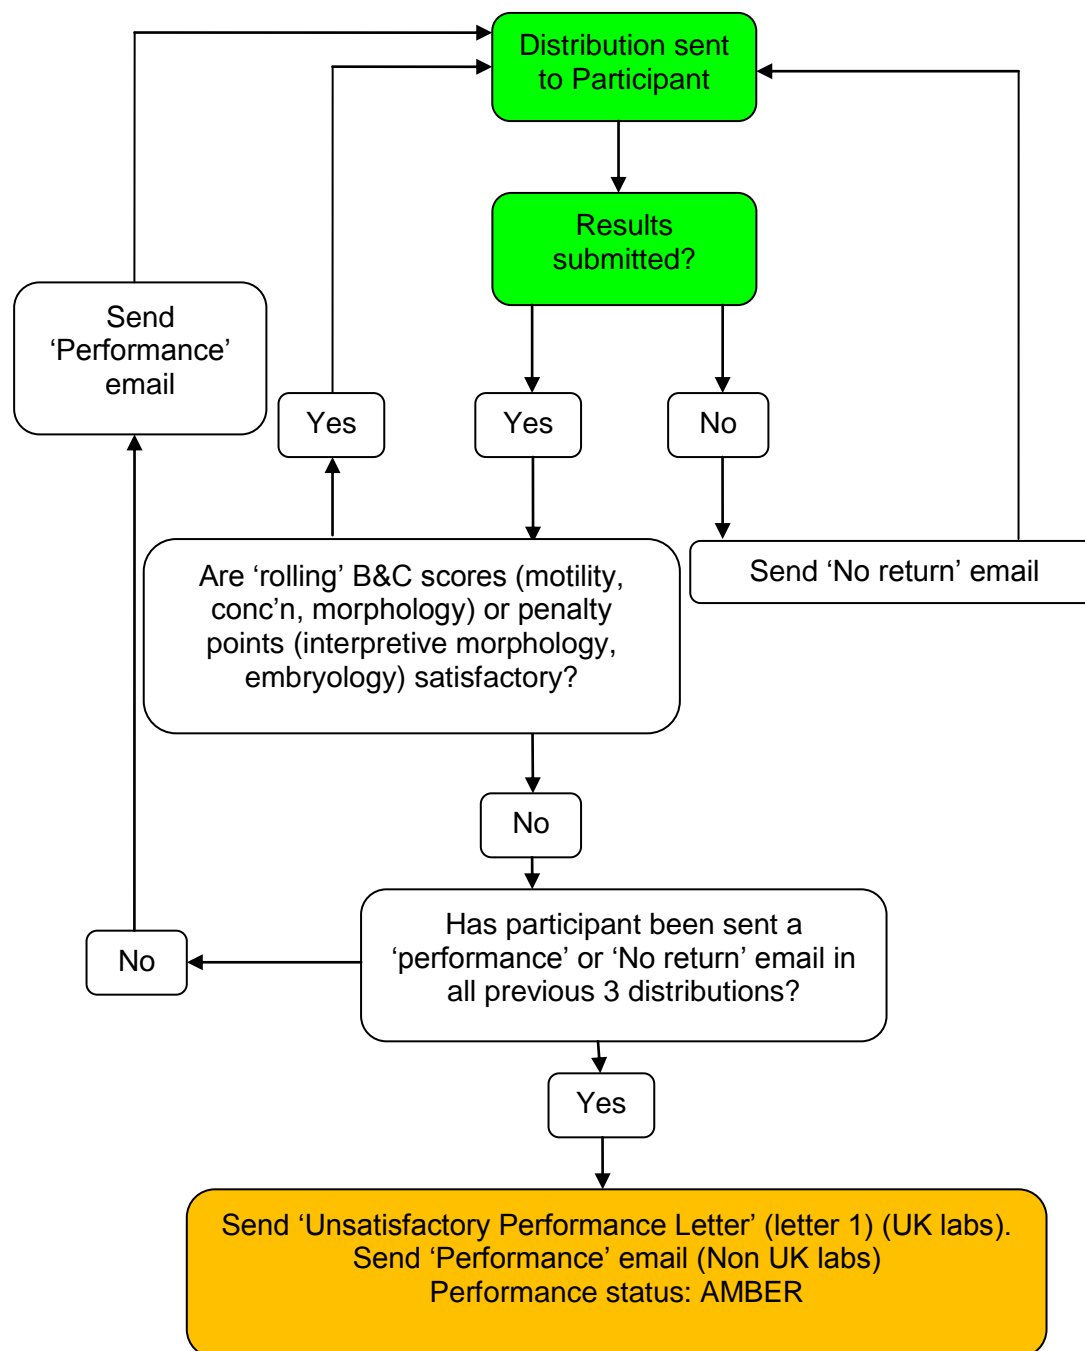 Distribution sent
to Participant
Results
submitted?
Send
‘Performance’
email
Yes
Yes
No
Are ‘rolling’ B&C scores (motility,
conc’n, morphology) or penalty
points (interpretive morphology,
embryology) satisfactory?
Send ‘No return’ email
No
Has participant been sent a
‘performance’ or ‘No return’ email in
all previous 3 distributions?
No
Yes
Send ‘Unsatisfactory Performance Letter’ (letter 1) (UK labs).
Send ‘Performance’ email (Non UK labs)
Performance status: AMBER